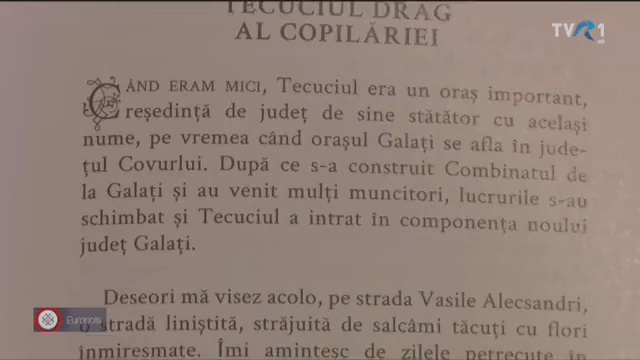 TECUCIUL DRAG
AL COPILĂRIEI
TVR1
CÂND ERAM MICI, Tecuciul era un oraș important,
reședință de județ de sine stătător cu același
nume, pe vremea când orașul Galați se afla în jude-
țul Covurlui. După ce s-a construit Combinatul de
la Galați și au venit mulți muncitori, lucrurile s-au
schimbat și Tecuciul a intrat în componența noului
județ Galați.
Deseori mă visez acolo, pe strada Vasile Alecsandri,
o stradă liniștită, străjuită de salcâmi tăcuți cu flori
înmiresmate. Îmi amintesc de zilele petrecute în